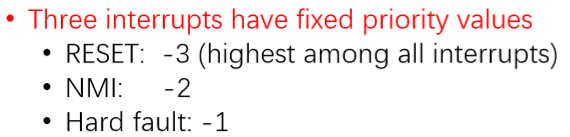 • Three interrupts have fixed priority values
• RESET: -3 (highest among all interrupts)
• NMI: -2
• Hard fault: -1